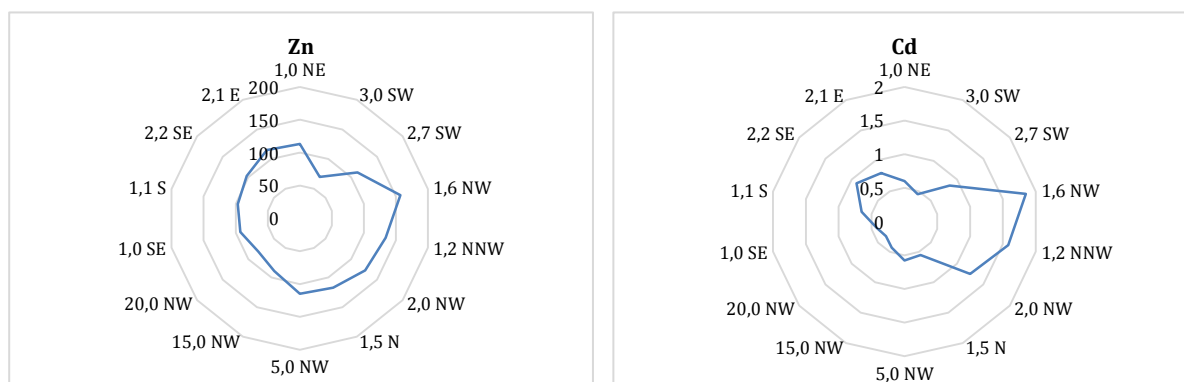 Zn
1,0 NE
3,0 SW
2,7 SW
1,6 NW
1,2 NNW
2,0 NW
1,5 N
5,0 NW
15,0 NW
20,0 NW
1,0 SE
1,1 S
2,2 SE
2,1 E
200
150
100
50
0
Cd
1,0 NE
3,0 SW
2,7 SW
1,6 NW
1,2 NNW
2,0 NW
1,5 N
5,0 NW
15,0 NW
20,0 NW
1,0 SE
1,1 S
2,2 SE
2,1 E
2
1,5
1
0,5
0